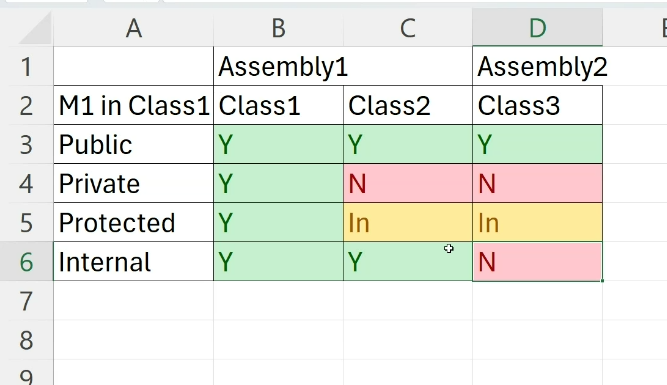 A B C D E
1 Assembly1 Assembly2
2 M1 in Class1 Class1 Class2 Class3
3 Public Y Y Y
4 Private Y N N
5 Protected Y In In
6 Internal Y Y N
7
8
9